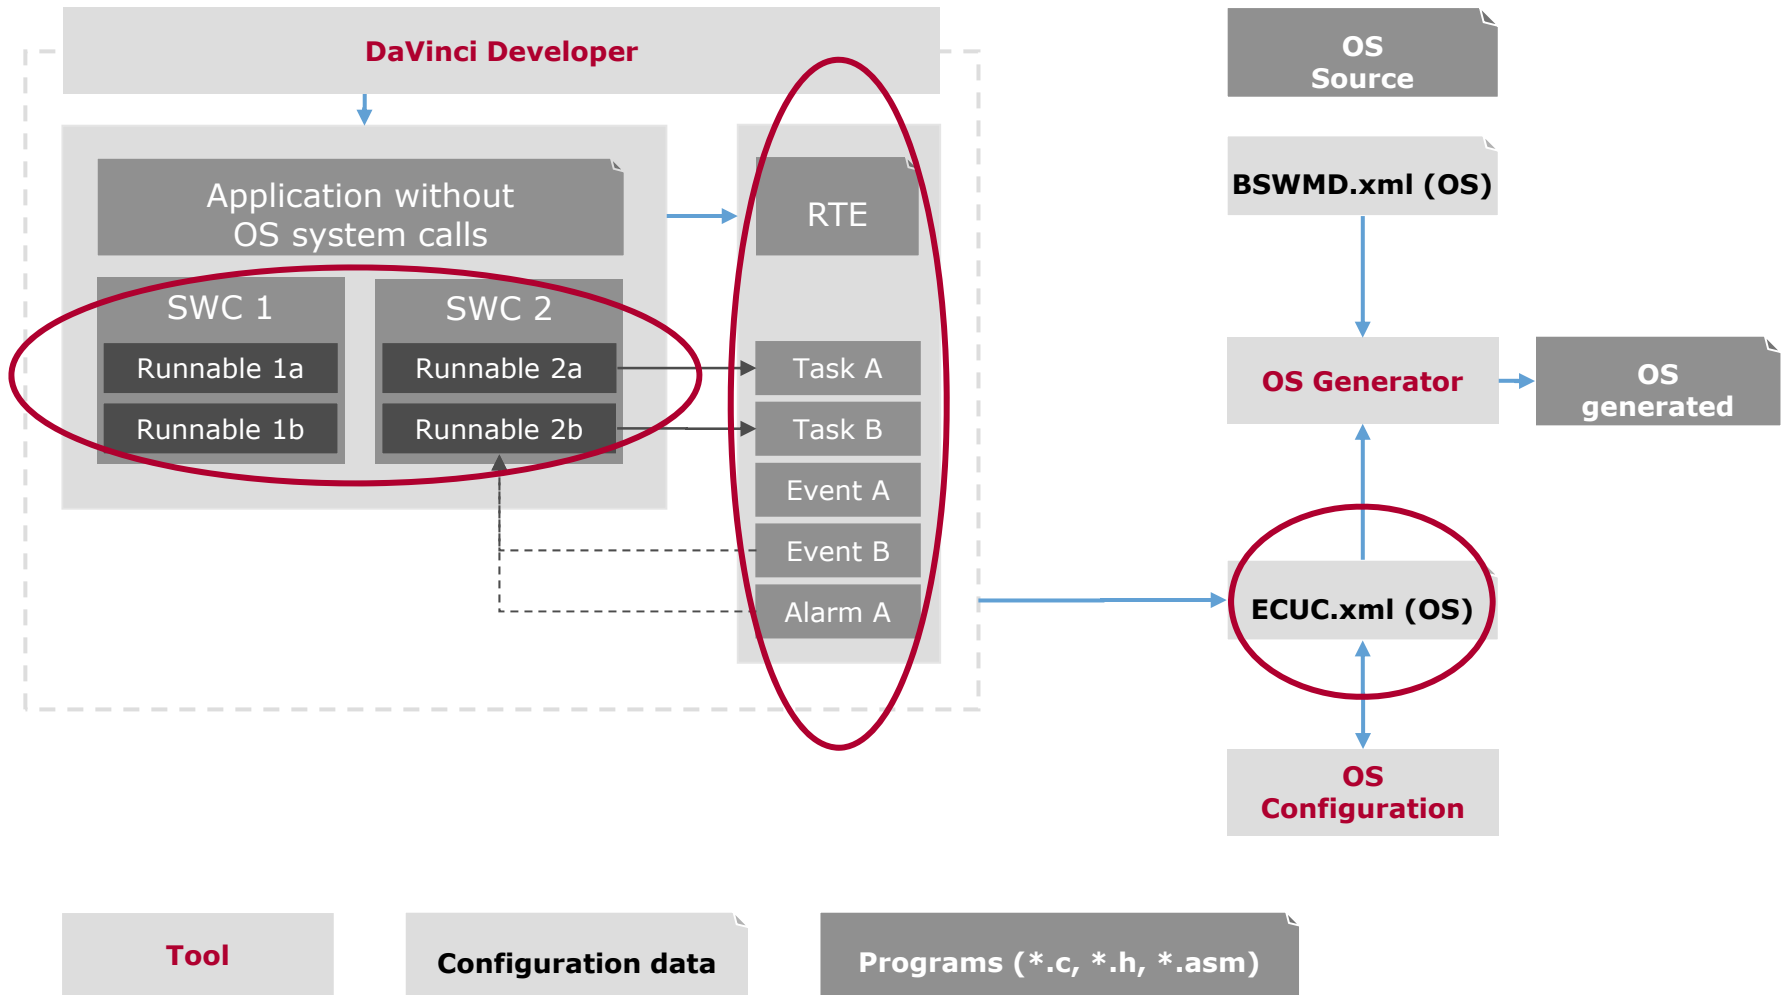 DaVinci Developer
Application without
OS system calls
SWC 1
Runnable 1a
Runnable 1b
SWC 2
Runnable 2a
Runnable 2b
RTE
Task A
Task B
Event A
Event B
Alarm A
OS
Source
BSWMD.xml (OS)
OS Generator
OS
generated
ECUC.xml (OS)
OS
Configuration
Tool
Configuration data
Programs (*.c, *.h, *.asm)